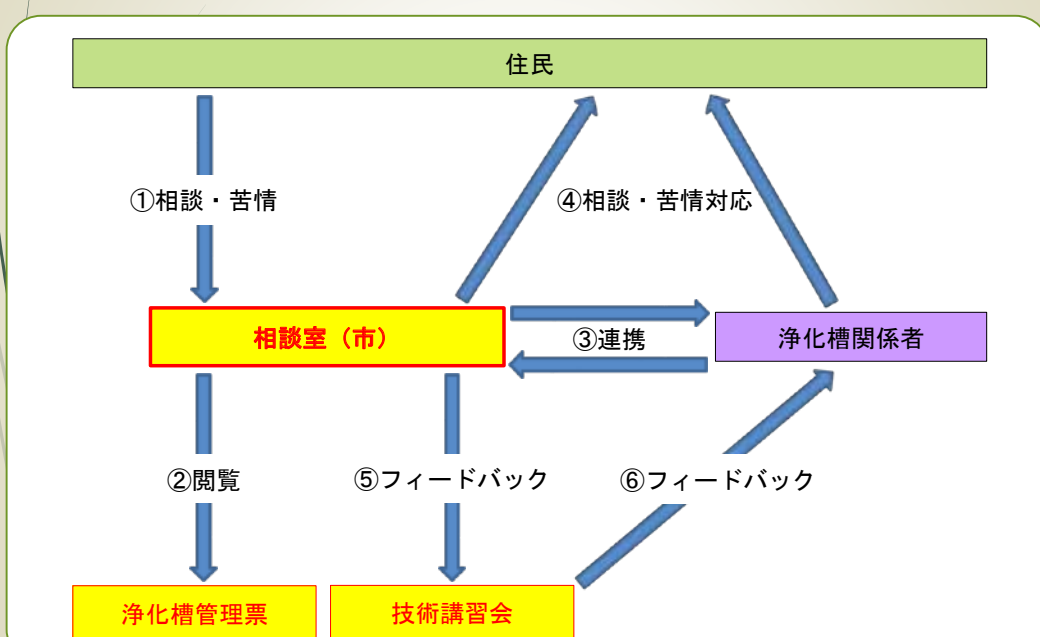 住民
①相談・苦情
④相談・苦情対応
相談室（市）
③連携
浄化槽関係者
②閲覧
⑤フィードバック
⑥フィードバック
浄化槽管理票
技術講習会